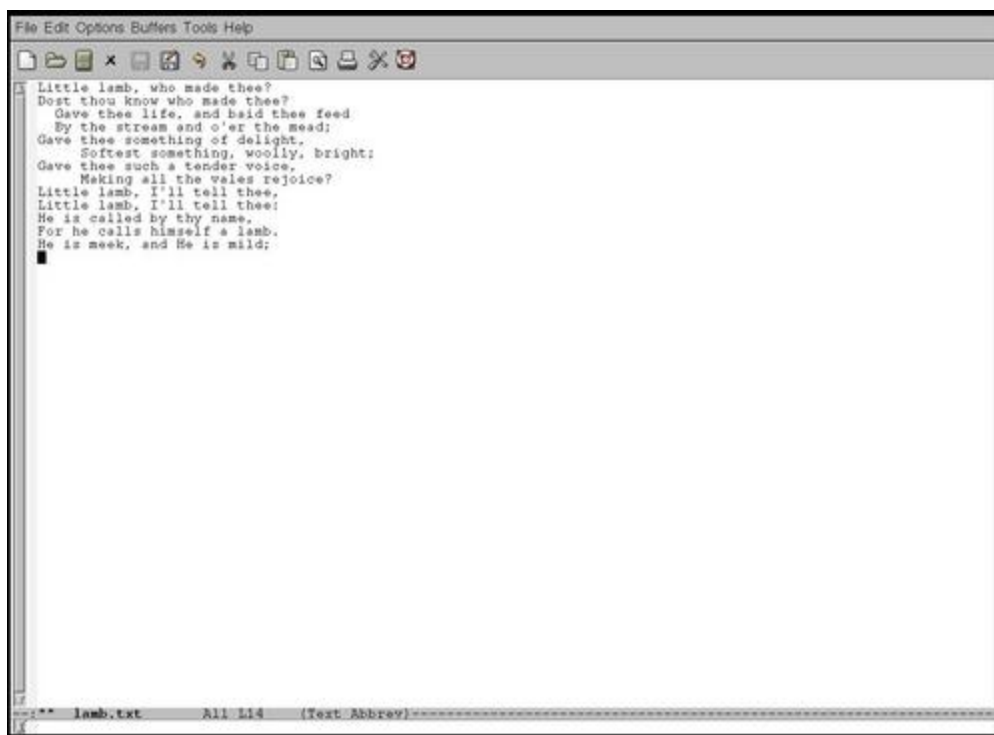 File Edit Options Buffers Tools Help
Little lamb, who made thee?
Dost thou know who made thee?
Gave thee life, and baid thee feed
By the stream and o'er the mead;
Gave thee something of delight,
Softest something, woolly, bright;
Gave thee such a tender voice,
Making all the vales rejoice?
Little lamb, I'll tell thee,
Little lamb, I'll tell thee:
He is called by thy name,
For he calls himself a lamb.
He is meek, and He is mild;
--:** lamb.txt All L14 (Text Abbrev)